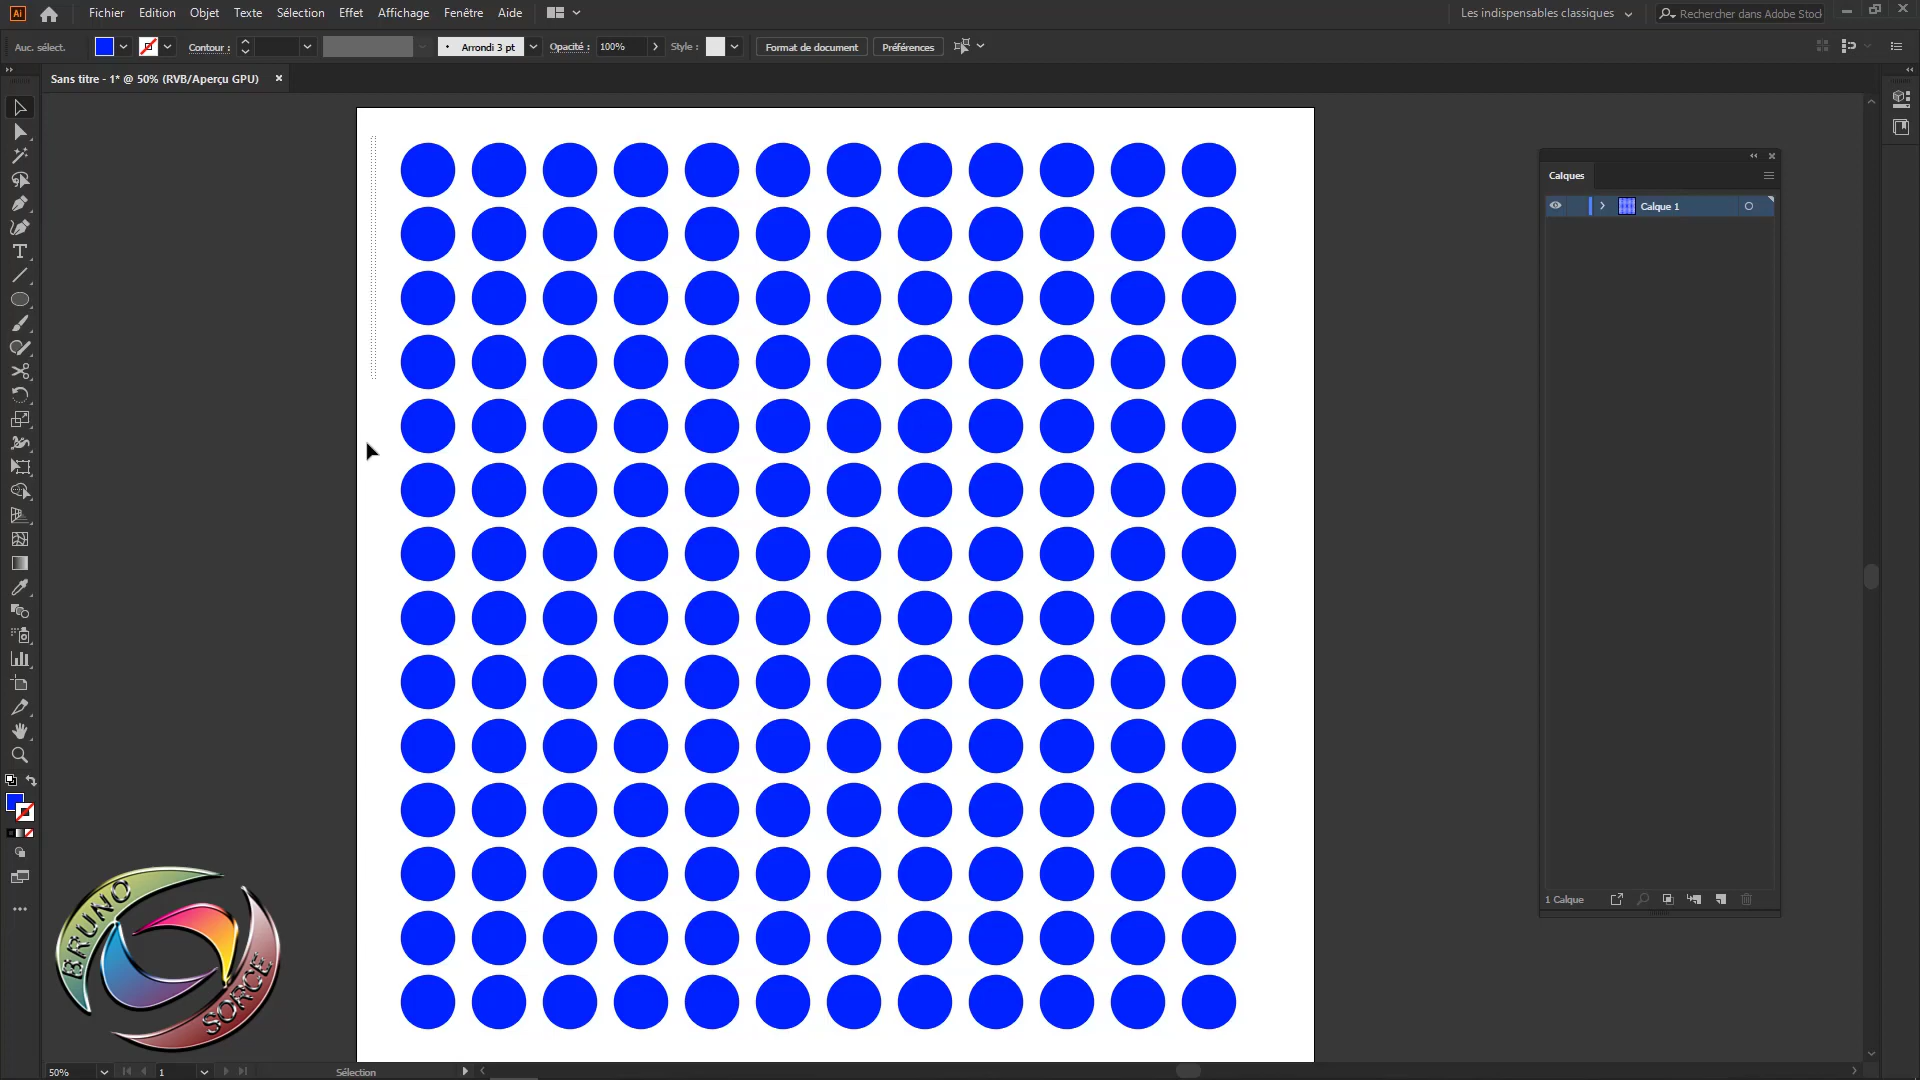 Ai Fichier Edition Objet Texte Sélection Effet Affichage Fenêtre Aide Les indispensables classiques Rechercher dans Adobe Stock
Auc. sélect. Contour : Arrondi 3 pt Opacité : 100% Style : Format de document Préférences
Sans titre - 1* @ 50% (RVB/Aperçu GPU)
Calques
Calque 1
1 Calque
BRUNO
SORCE
50% 1 Sélection